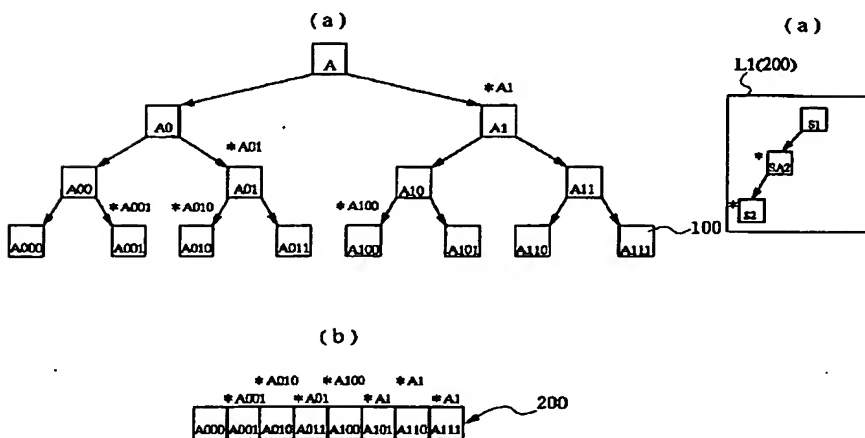 (a)
(a)
A
L1(200)
*A1
S1
A0
A1
*A01
* SA2
A00
A01
A10
A11
*A001
*A010
*A100
* S2
A000
A001
A010
A011
A100
A101
A110
A111
100
(b)
*A010 *A100 *A1
*A001 *A01 *A1 *A1
200
A000 A001 A010 A011 A100 A101 A110 A111